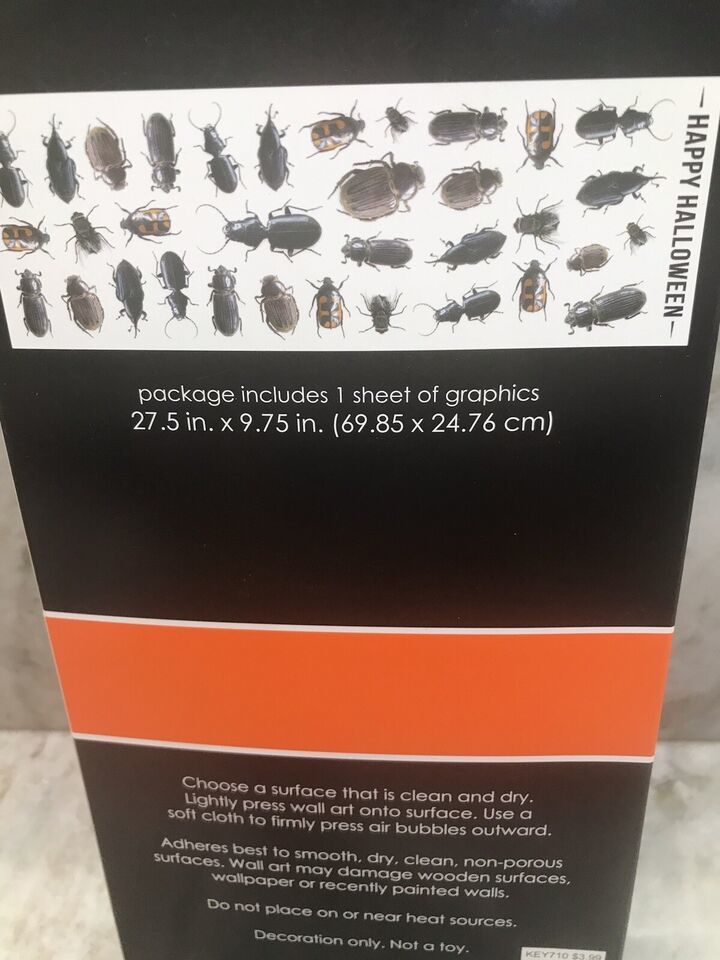 —HAPPY HALLOWEEN—
package includes 1 sheet of graphics
27.5 in. x 9.75 in. (69.85 x 24.76 cm)
Choose a surface that is clean and dry.
Lightly press wall art onto surface. Use a
soft cloth to firmly press air bubbles outward.
Adheres best to smooth, dry, clean, non-porous
surfaces. Wall art may damage wooden surfaces,
wallpaper or recently painted walls.
Do not place on or near heat sources.
Decoration only. Not a toy.
KEY710 $3.99